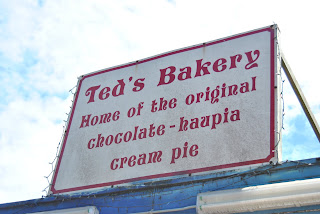 Ted's Bakery
Home of the original
chocolate-haupia
cream pie